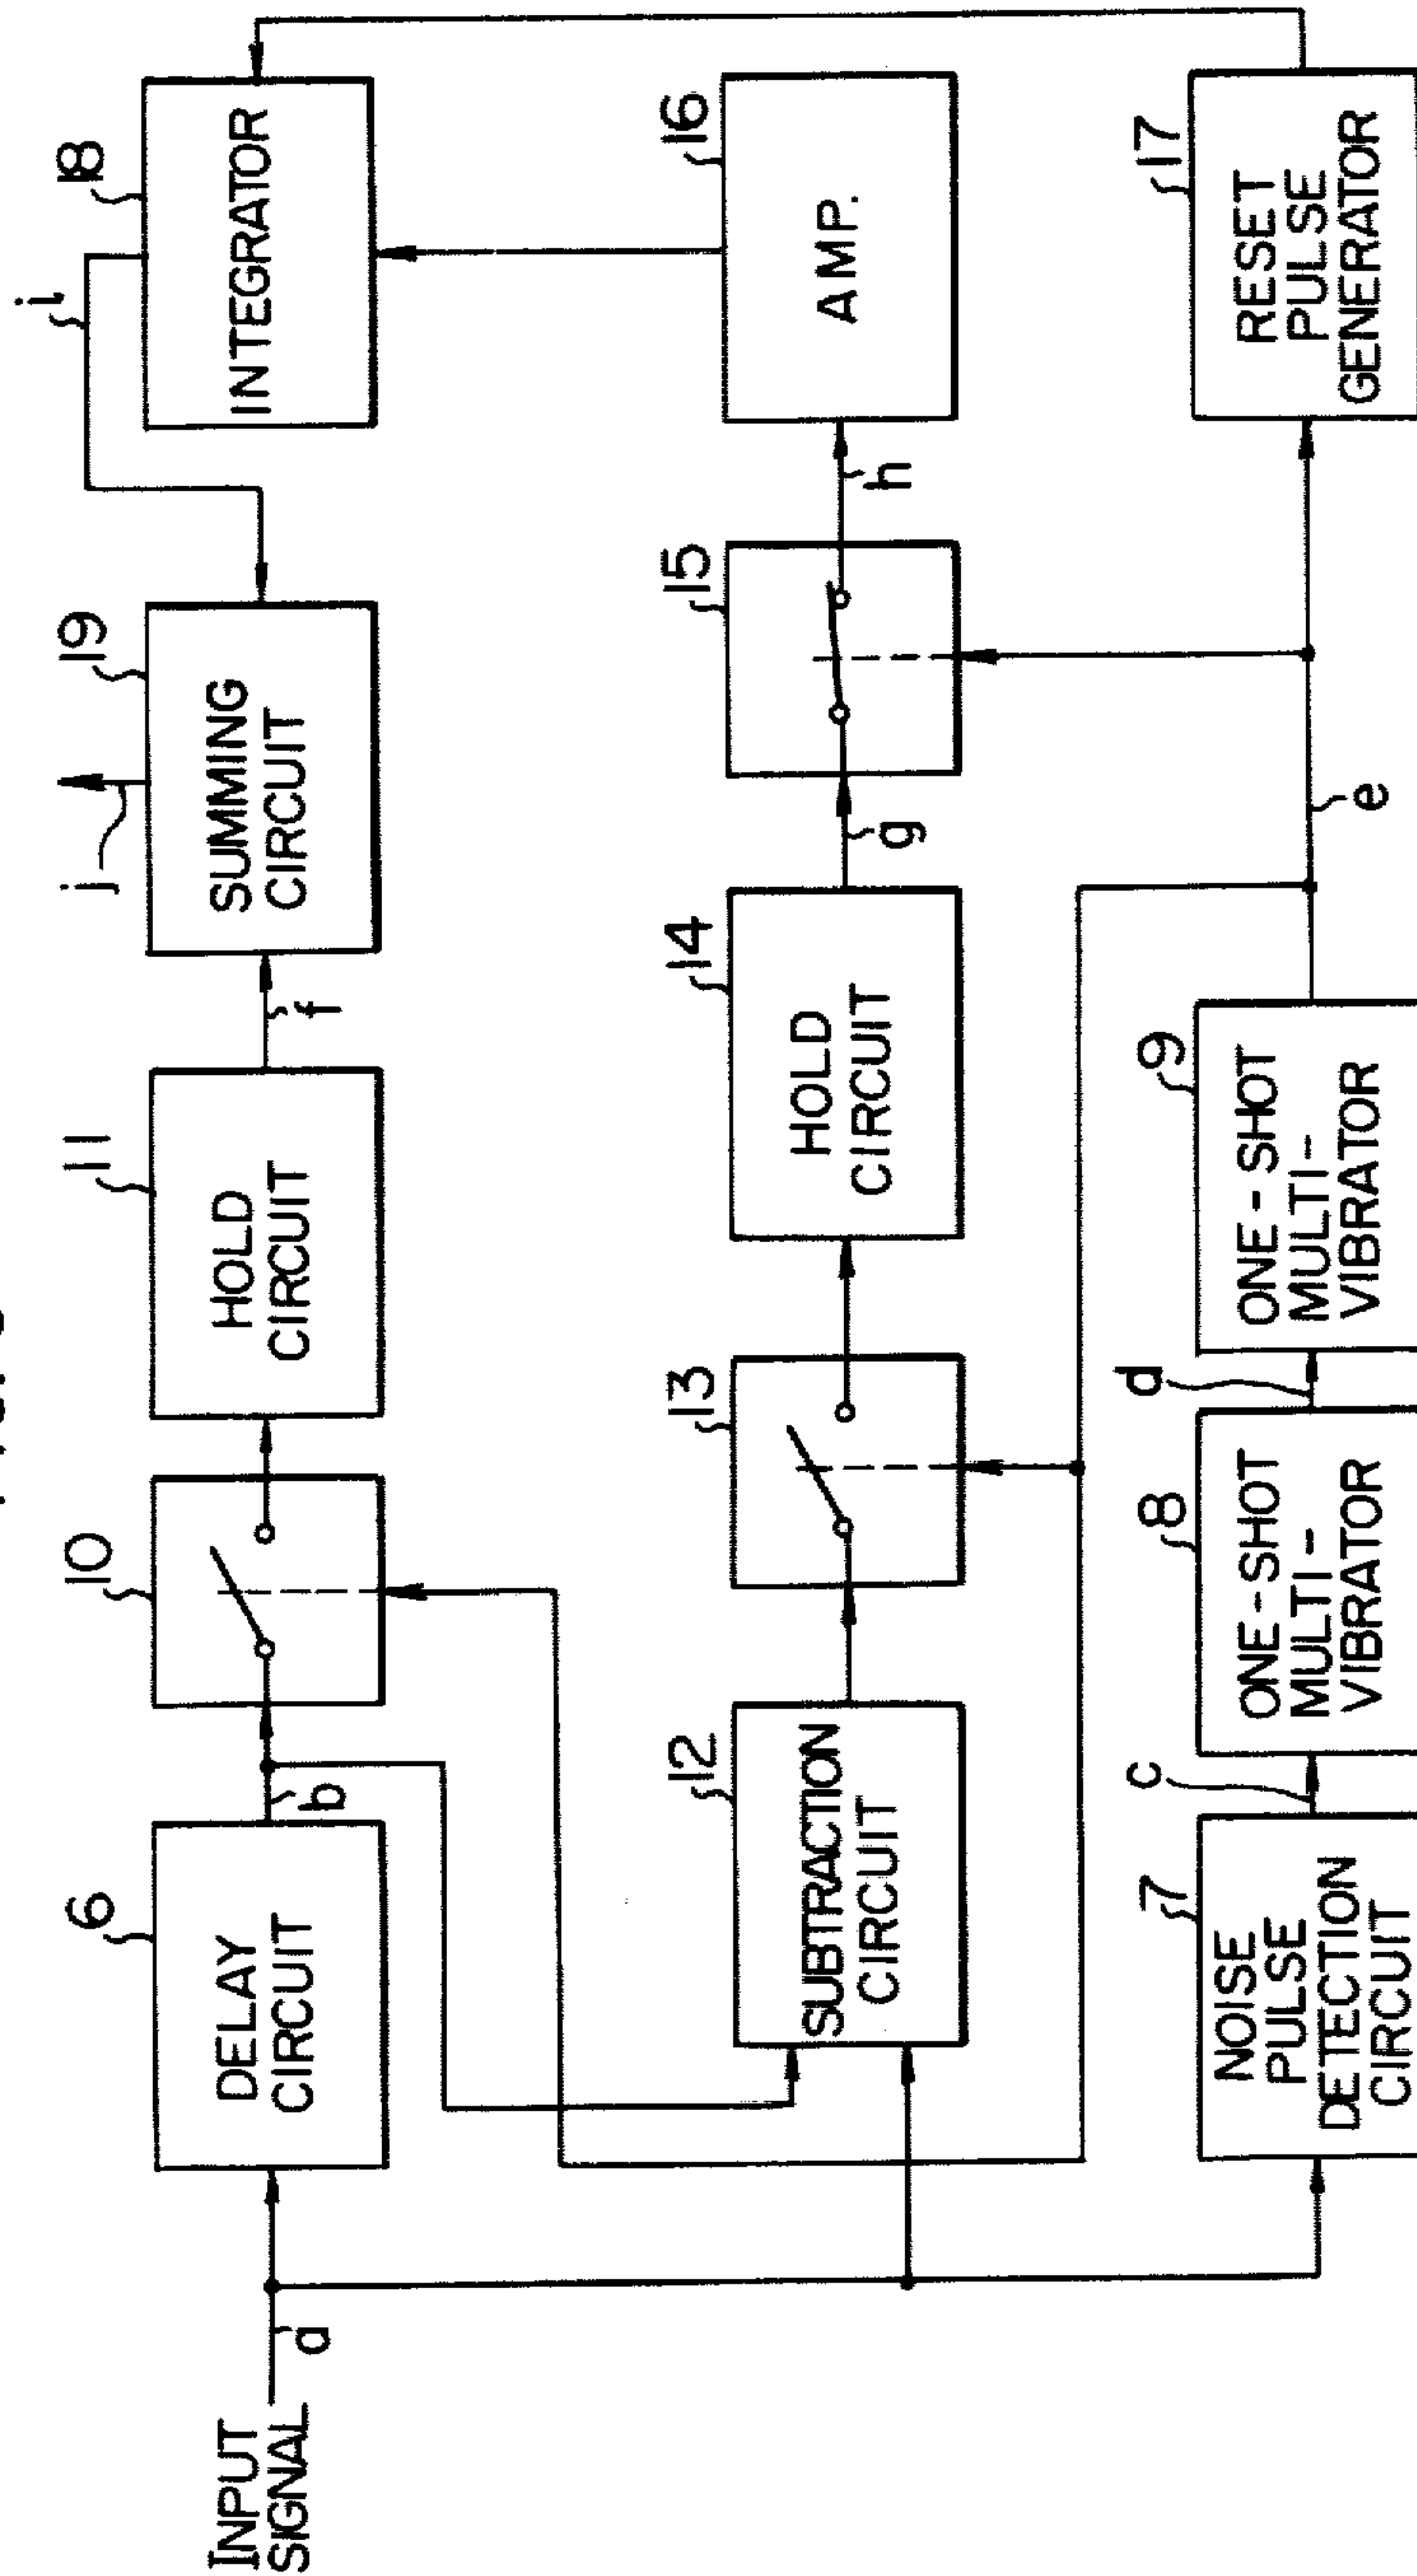 INPUT
SIGNAL
a
6
DELAY
CIRCUIT
b
10
11
HOLD
CIRCUIT
f
19
SUMMING
CIRCUIT
j
i
18
INTEGRATOR
12
SUBTRACTION
CIRCUIT
13
14
HOLD
CIRCUIT
g
15
h
16
AMP.
7
NOISE
PULSE
DETECTION
CIRCUIT
c
8
ONE-SHOT
MULTI-
VIBRATOR
d
9
ONE-SHOT
MULTI-
VIBRATOR
e
17
RESET
PULSE
GENERATOR